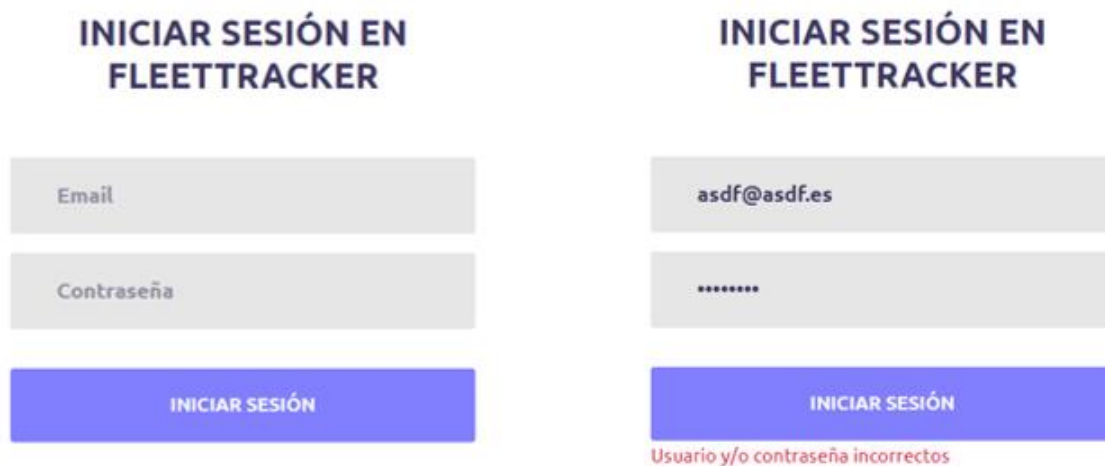 INICIAR SESIÓN EN
FLEETTRACKER
Email
Contraseña
INICIAR SESIÓN
INICIAR SESIÓN EN
FLEETTRACKER
asdf@asdf.es
••••••••
INICIAR SESIÓN
Usuario y/o contraseña incorrectos